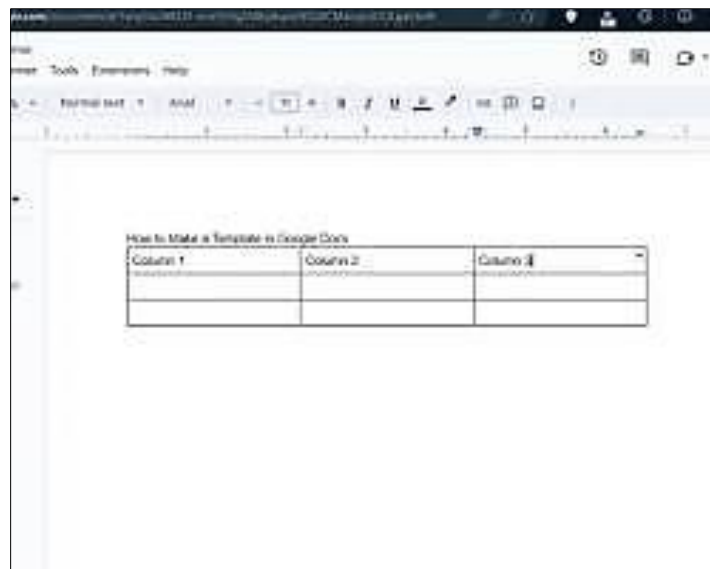 Tools Extensions Help
Normal text Arial 11 B I U A
How to Make a Template in Google Docs
Column 1 Column 2 Column 3